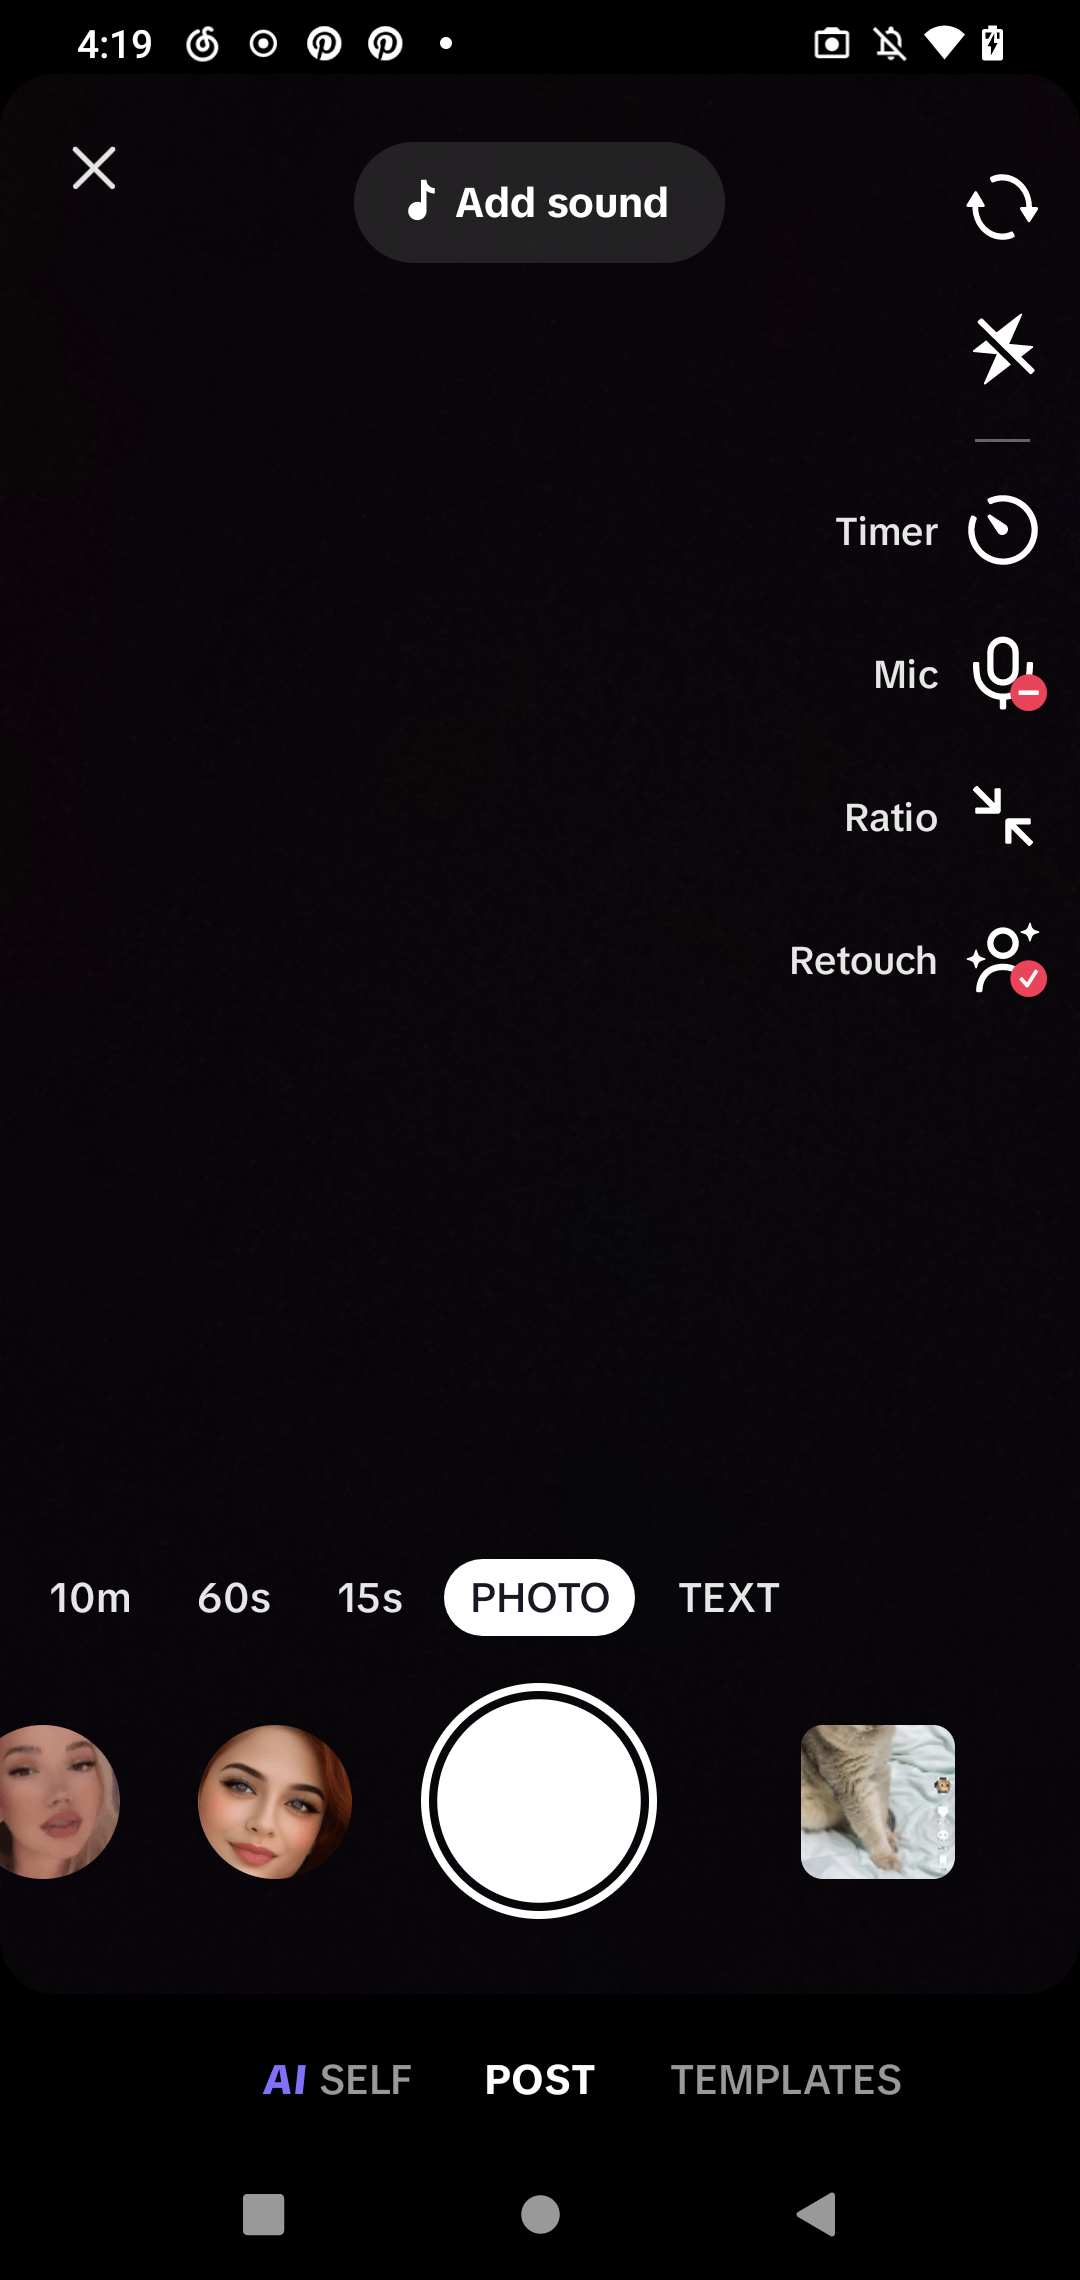 4:19
Add sound
Timer
Mic
Ratio
Retouch
10m 60s 15s PHOTO TEXT
AI SELF POST TEMPLATES